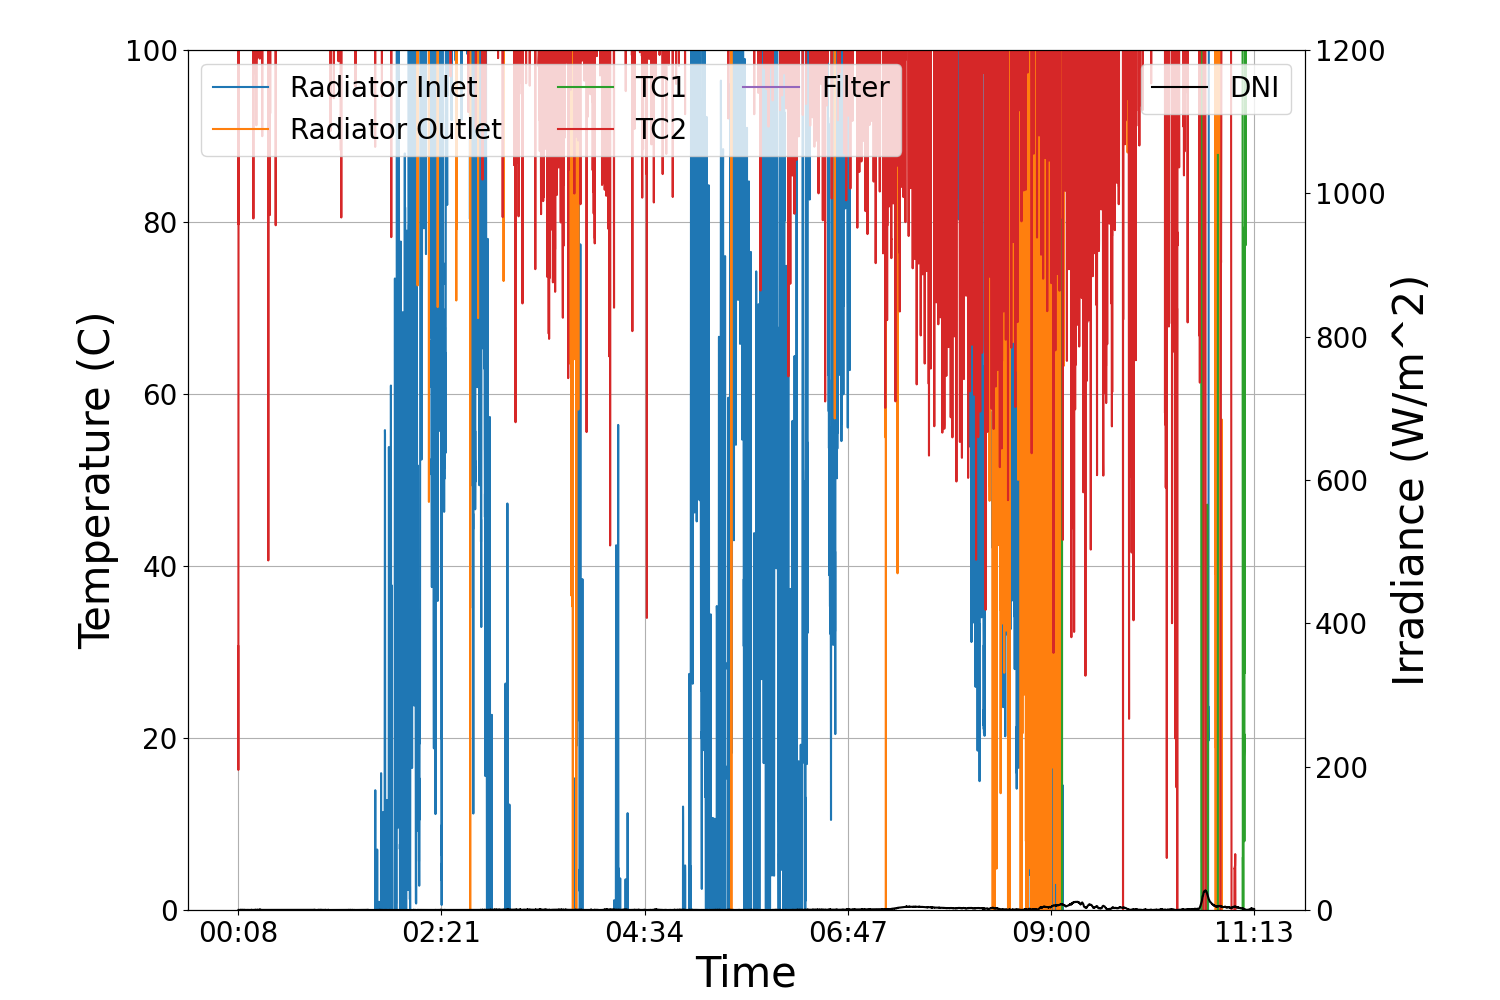 100
80
60
40
20
0
Temperature (C)
Radiator Inlet
Radiator Outlet
TC1
TC2
Filter
DNI
1200
1000
800
600
400
200
0
Irradiance (W/m^2)
00:08 02:21 04:34 06:47 09:00 11:13
Time